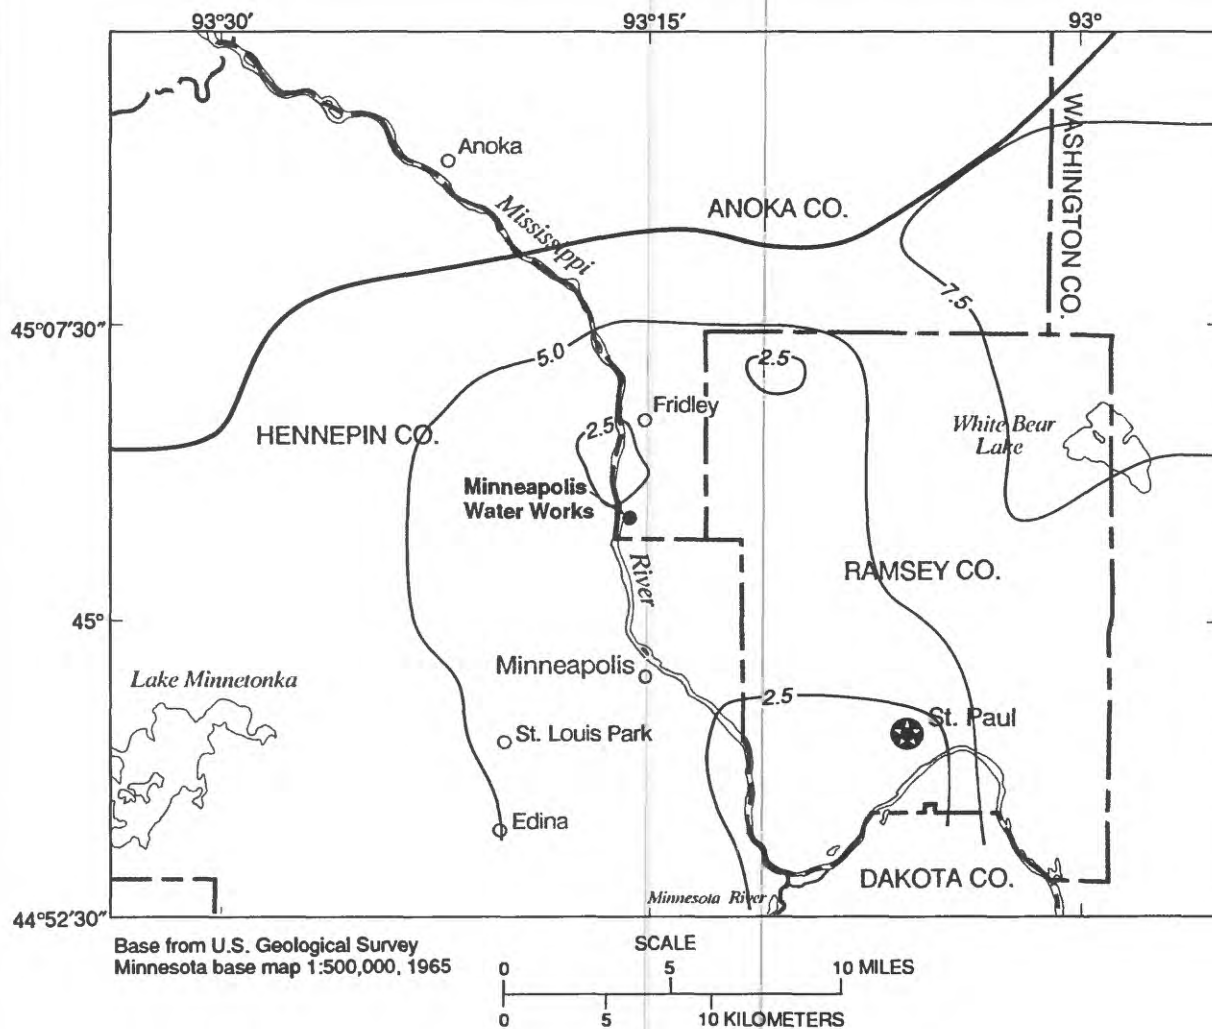 93°30′
93°15′
93°
WASHINGTON CO.
Anoka
ANOKA CO.
Mississippi
7.5
45°07′30″
5.0
2.5
Fridley
2.5
HENNEPIN CO.
White Bear
Lake
Minneapolis
Water Works
River
RAMSEY CO.
45°
Minneapolis
Lake Minnetonka
2.5
St. Paul
St. Louis Park
Edina
DAKOTA CO.
Minnesota River
44°52′30″
Base from U.S. Geological Survey
Minnesota base map 1:500,000, 1965
SCALE
0 5 10 MILES
0 5 10 KILOMETERS